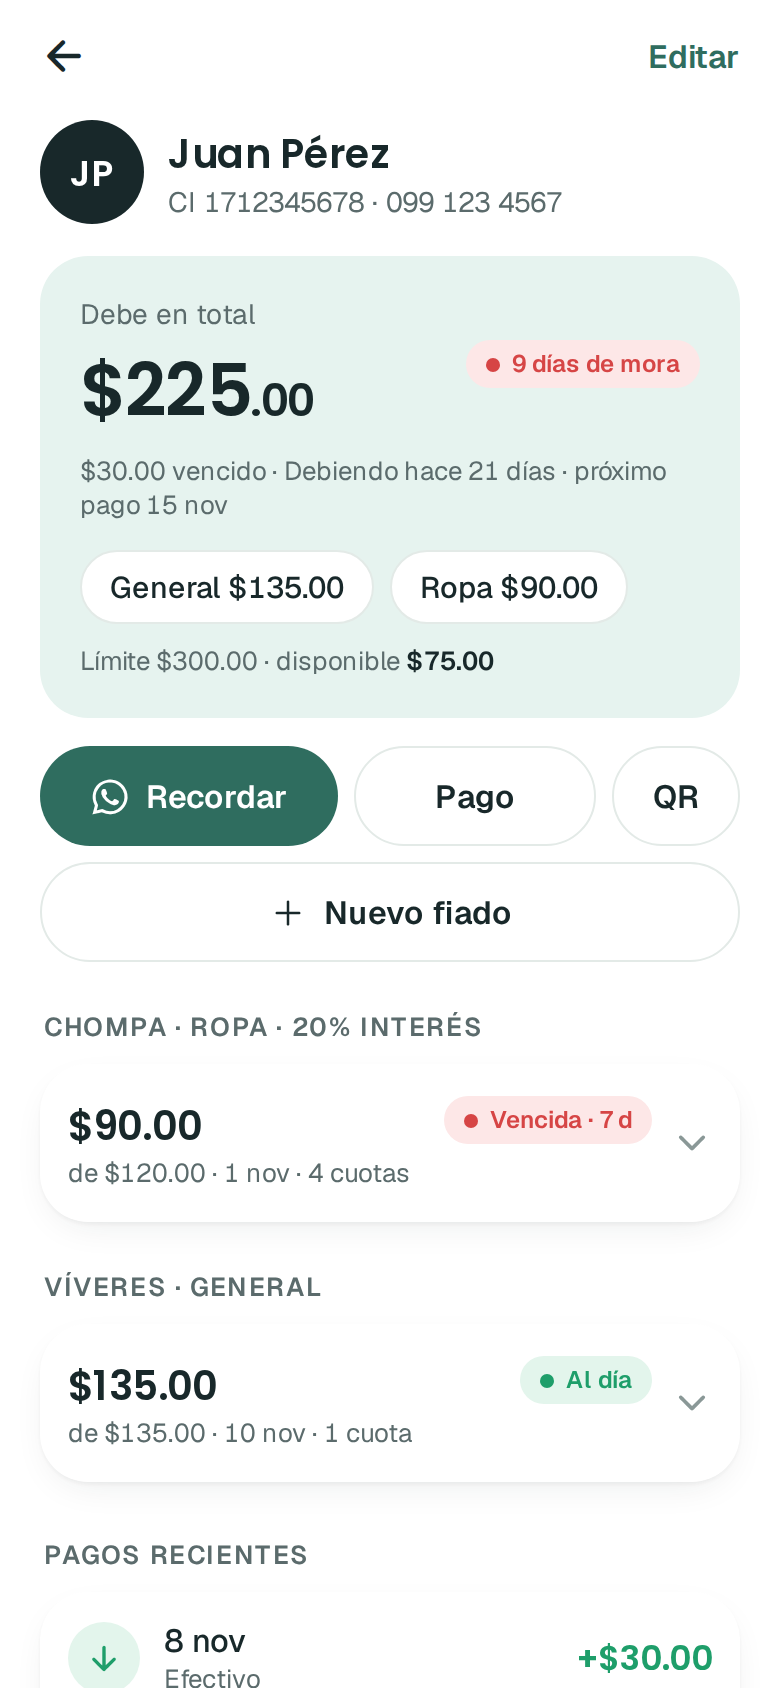 Editar
JP
Juan Pérez
CI 1712345678 · 099 123 4567
Debe en total
$225.00
9 días de mora
$30.00 vencido · Debiendo hace 21 días · próximo
pago 15 nov
General $135.00
Ropa $90.00
Límite $300.00 · disponible $75.00
Recordar
Pago
QR
Nuevo fiado
CHOMPA · ROPA · 20% INTERÉS
$90.00
Vencida · 7 d
de $120.00 · 1 nov · 4 cuotas
VÍVERES · GENERAL
$135.00
Al día
de $135.00 · 10 nov · 1 cuota
PAGOS RECIENTES
8 nov
+$30.00
Efectivo